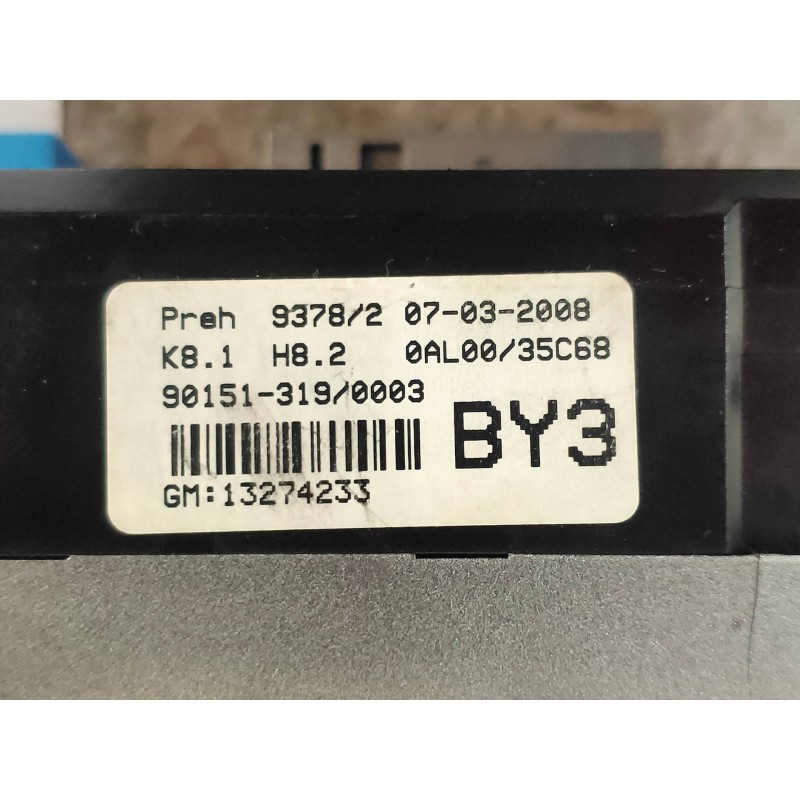 Preh 9378/2 07-03-2008
K8.1 H8.2 0AL00/35C68
90151-319/0003
BY3
GM:13274233